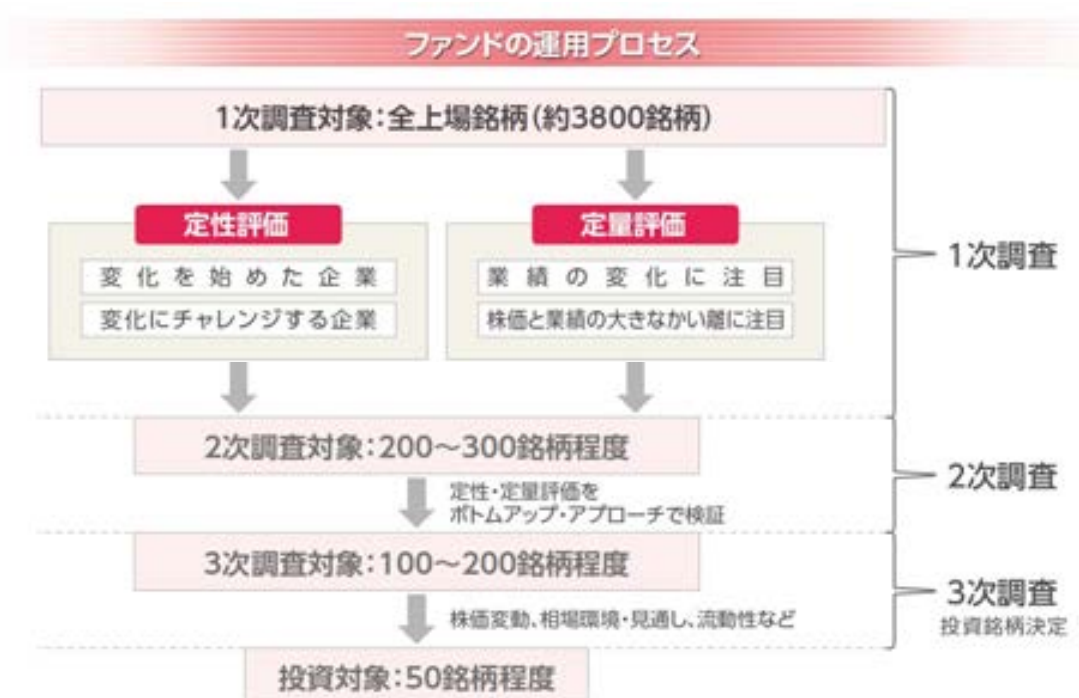 ファンドの運用プロセス
1次調査対象：全上場銘柄（約3800銘柄）
定性評価
変化を始めた企業
変化にチャレンジする企業
定量評価
業績の変化に注目
株価と業績の大きなかい離に注目
1次調査
2次調査対象：200～300銘柄程度
定性・定量評価を
ボトムアップ・アプローチで検証
2次調査
3次調査対象：100～200銘柄程度
株価変動、相場環境・見通し、流動性など
3次調査
投資銘柄決定
投資対象：50銘柄程度